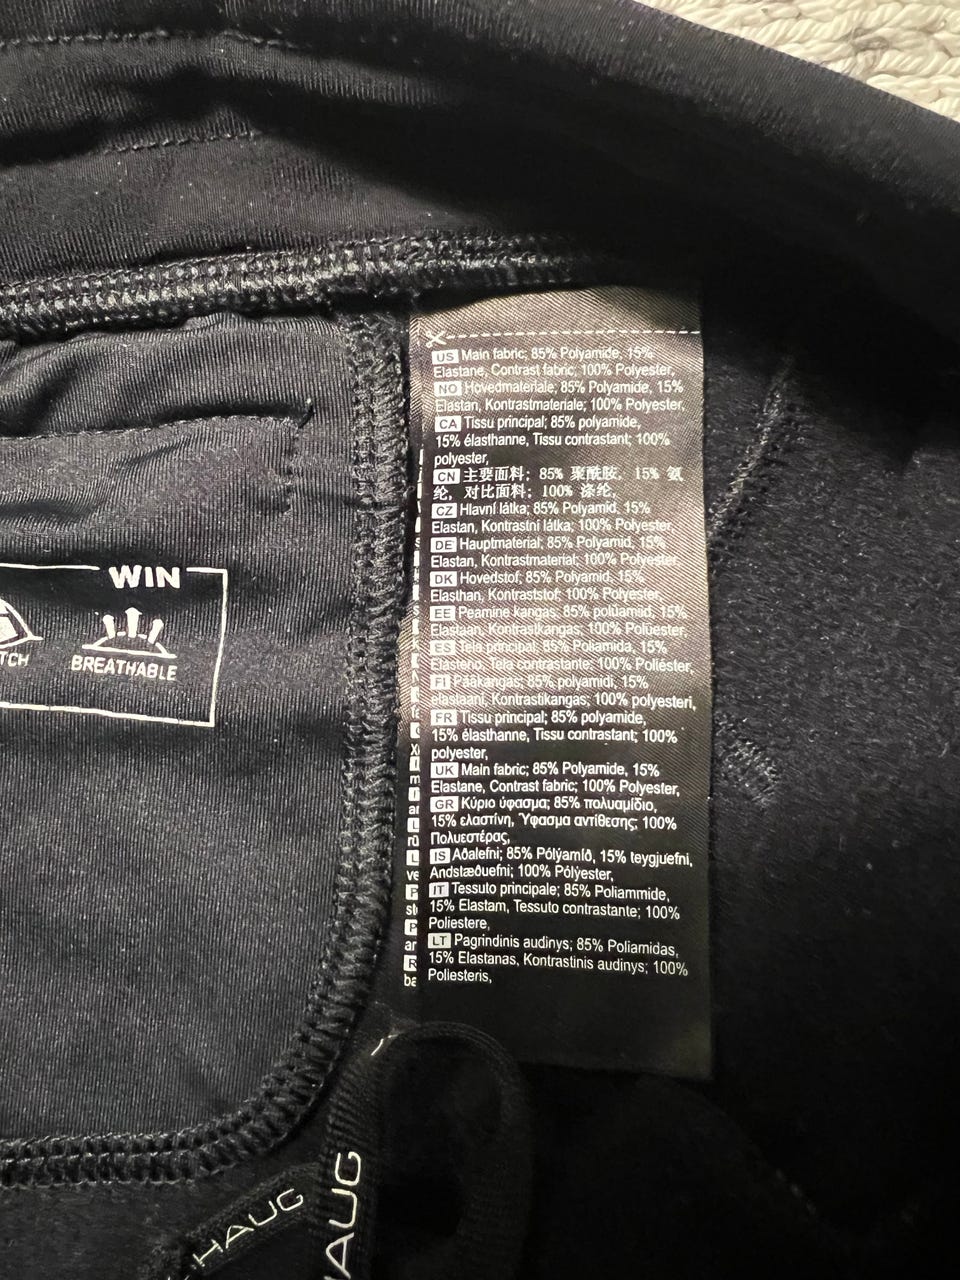 US Main fabric; 85% Polyamide, 15%
Elastane, Contrast fabric; 100% Polyester,
NO Hovedmateriale; 85% Polyamide, 15%
Elastan, Kontrastmateriale; 100% Polyester,
CA Tissu principal; 85% polyamide,
15% élasthanne, Tissu contrastant; 100%
polyester,
CN 主要面料; 85% 聚酰胺, 15% 氨
纶, 对比面料; 100% 涤纶,
CZ Hlavní látka; 85% Polyamid, 15%
Elastan, Kontrastní látka; 100% Polyester,
DE Hauptmaterial; 85% Polyamid, 15%
Elastan, Kontrastmaterial; 100% Polyester,
DK Hovedstof; 85% Polyamid, 15%
Elasthan, Kontraststof; 100% Polyester,
EE Peamine kangas; 85% polüamiid, 15%
Elastaan, Kontrastkangas; 100% Polüester,
ES Tela principal; 85% Poliamida, 15%
Elasteno, Tela contrastante; 100% Poliéster,
FI Pääkangas; 85% polyamidi, 15%
elastaani, Kontrastikangas; 100% polyesteri,
FR Tissu principal; 85% polyamide,
15% élasthanne, Tissu contrastant; 100%
polyester,
UK Main fabric; 85% Polyamide, 15%
Elastane, Contrast fabric; 100% Polyester,
GR Κύριο ύφασμα; 85% πολυαμίδιο,
15% ελαστίνη, Ύφασμα αντίθεσης; 100%
Πολυεστέρας,
IS Aðalefni; 85% Pólýamíð, 15% teygjuefni,
Andstæðuefni; 100% Pólýester,
IT Tessuto principale; 85% Poliammide,
15% Elastam, Tessuto contrastante; 100%
Poliestere,
LT Pagrindinis audinys; 85% Poliamidas,
15% Elastanas, Kontrastinis audinys; 100%
Poliesteris,
WIN
TCH
BREATHABLE
HAUG
HAUG